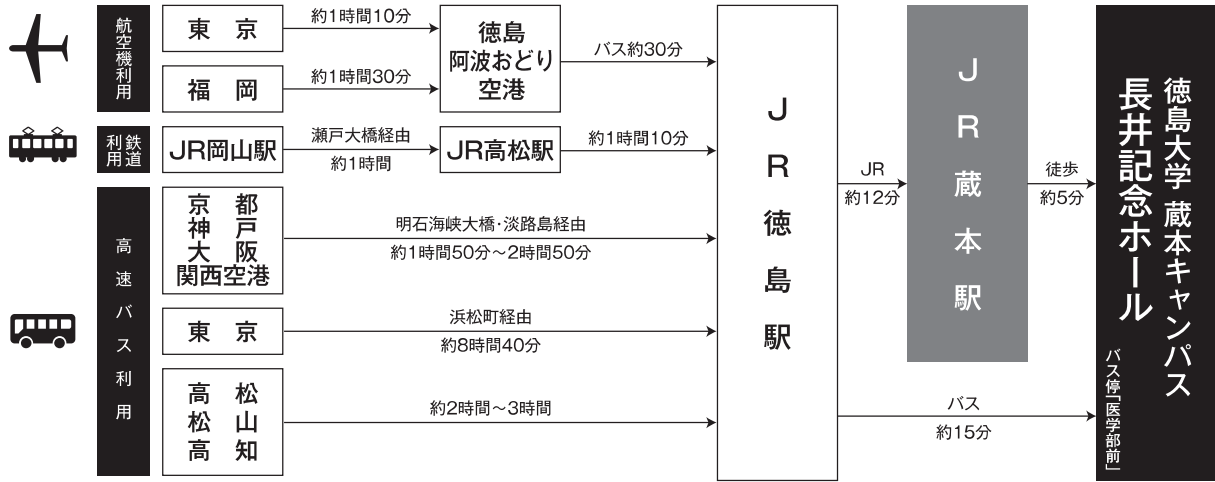 航空機利用
東京
約1時間10分
福岡
約1時間30分
徳島
阿波おどり
空港
バス約30分
鉄道
利用
JR岡山駅
瀬戸大橋経由
約1時間
JR高松駅
約1時間10分
高速バス利用
京都
神戸
大阪
関西空港
明石海峡大橋・淡路島経由
約1時間50分～2時間50分
東京
浜松町経由
約8時間40分
高松
松山
高知
約2時間～3時間
JR徳島駅
JR
約12分
JR蔵本駅
徒歩
約5分
バス
約15分
徳島大学 蔵本キャンパス
長井記念ホール
バス停「医学部前」